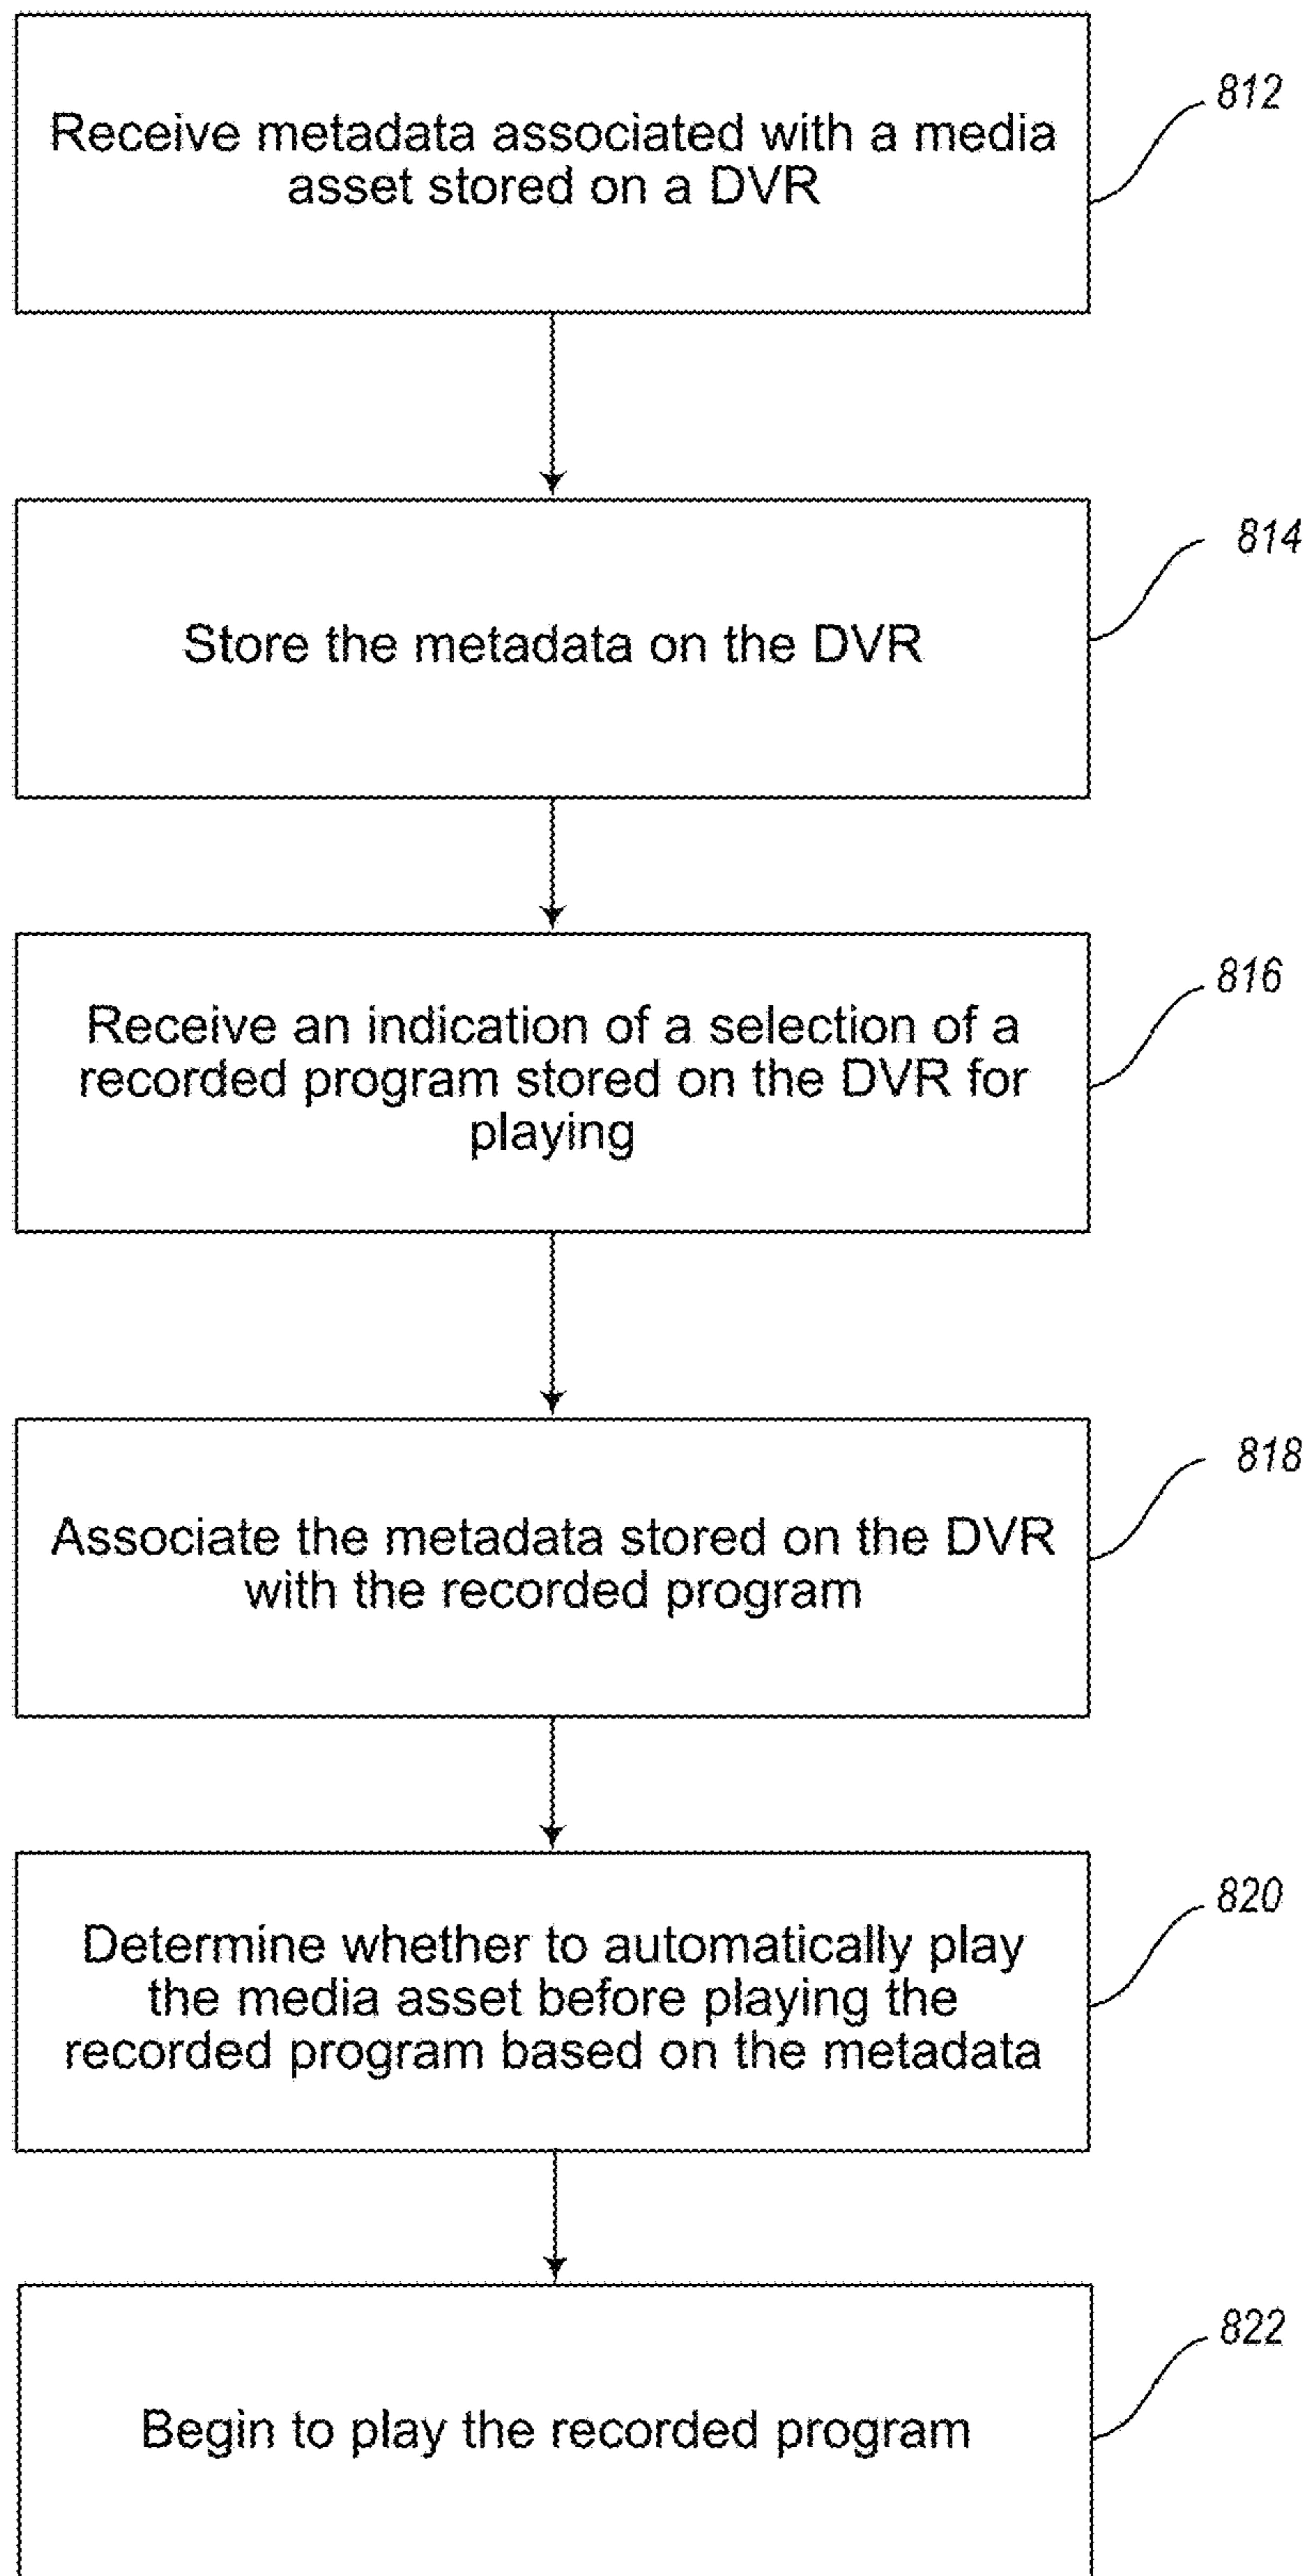 Receive metadata associated with a media
asset stored on a DVR
812
Store the metadata on the DVR
814
Receive an indication of a selection of a
recorded program stored on the DVR for
playing
816
Associate the metadata stored on the DVR
with the recorded program
818
Determine whether to automatically play
the media asset before playing the
recorded program based on the metadata
820
Begin to play the recorded program
822